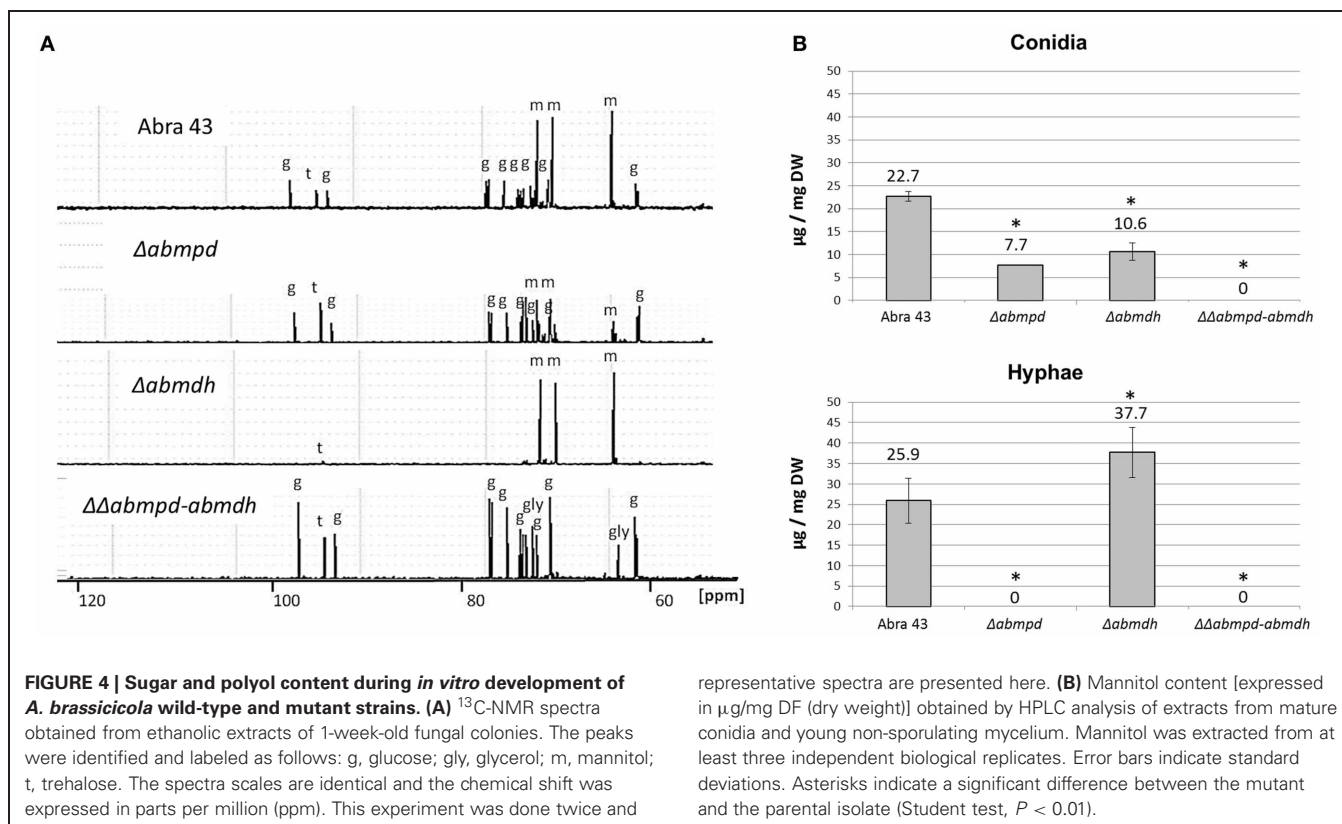 A
Abra 43
g
t
g
g
g
g
g
m
m
g
m
g
Δabmpd
g
t
g
g
g
g
m
g
m
g
m
g
Δabmdh
t
m
m
m
ΔΔabmpd-abmdh
g
t
g
g
g
g
gly
g
g
gly
g
120
100
80
[ppm]
60
B
Conidia
µg / mg DW
50
45
40
35
30
25
20
15
10
5
0
22.7
*
7.7
*
10.6
*
0
Abra 43
Δabmpd
Δabmdh
ΔΔabmpd-abmdh
Hyphae
µg / mg DW
50
45
40
35
30
25
20
15
10
5
0
25.9
*
0
*
37.7
*
0
Abra 43
Δabmpd
Δabmdh
ΔΔabmpd-abmdh
FIGURE 4 | Sugar and polyol content during in vitro development of
A. brassicicola wild-type and mutant strains. (A) ¹³C-NMR spectra
obtained from ethanolic extracts of 1-week-old fungal colonies. The peaks
were identified and labeled as follows: g, glucose; gly, glycerol; m, mannitol;
t, trehalose. The spectra scales are identical and the chemical shift was
expressed in parts per million (ppm). This experiment was done twice and
representative spectra are presented here. (B) Mannitol content [expressed
in µg/mg DF (dry weight)] obtained by HPLC analysis of extracts from mature
conidia and young non-sporulating mycelium. Mannitol was extracted from at
least three independent biological replicates. Error bars indicate standard
deviations. Asterisks indicate a significant difference between the mutant
and the parental isolate (Student test, P < 0.01).